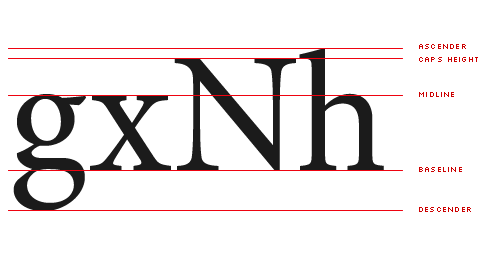 ASCENDER
CAPS HEIGHT
gxNh
MIDLINE
BASELINE
DESCENDER